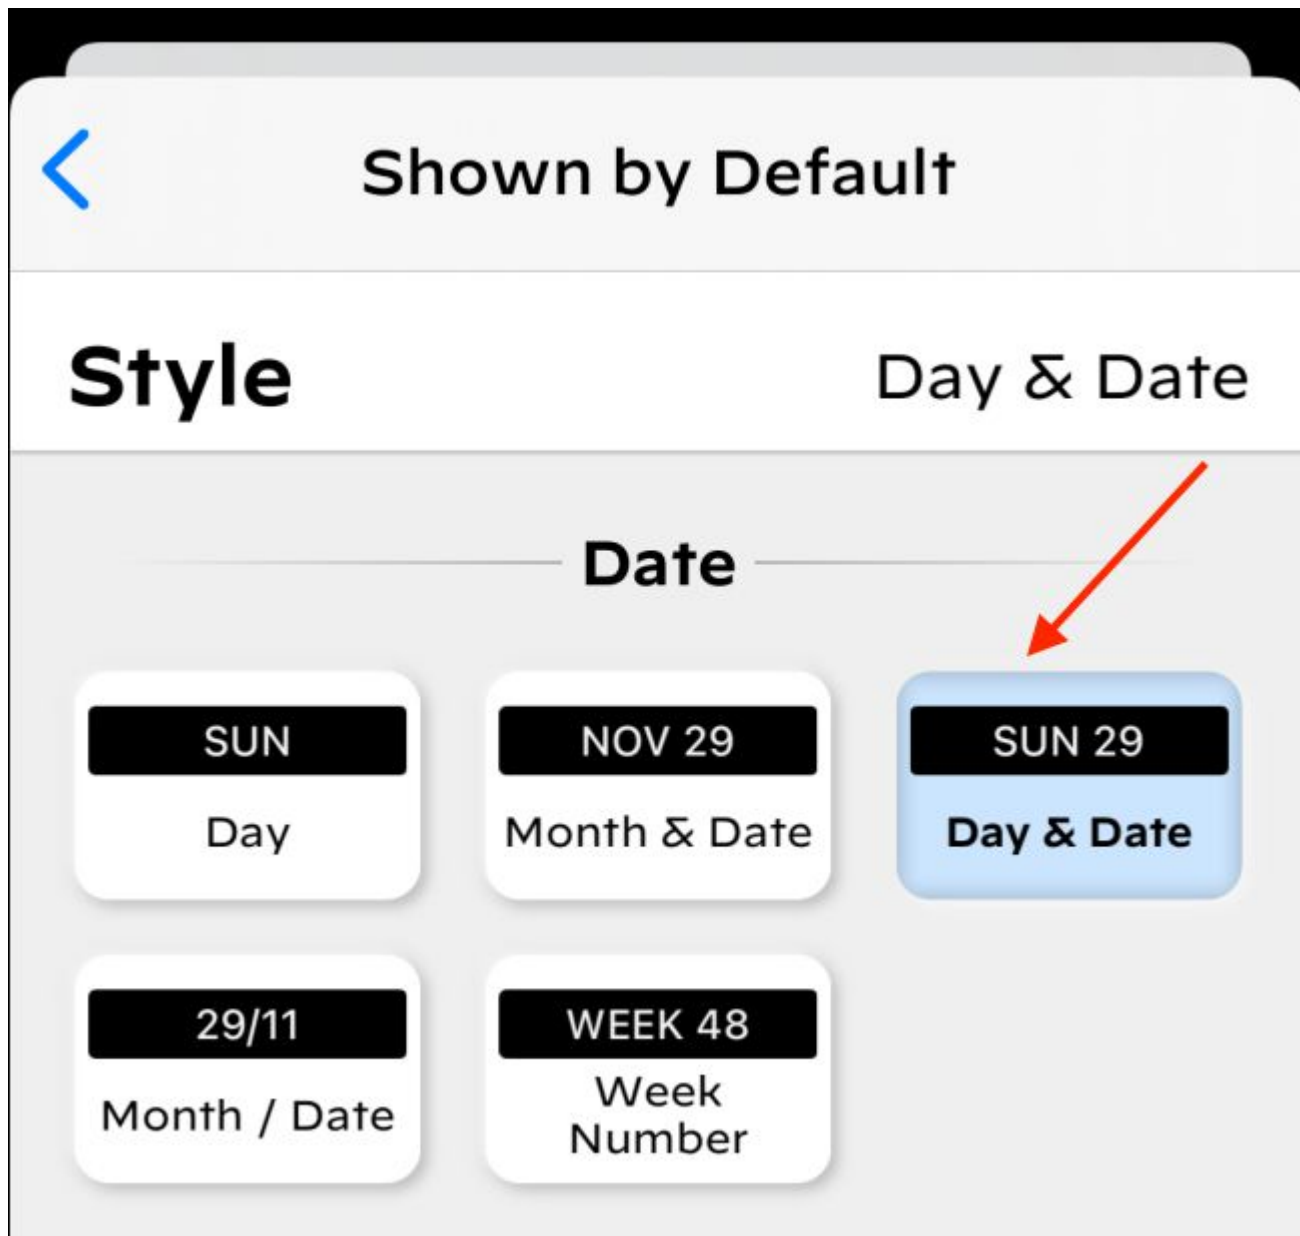 Shown by Default
Style
Day & Date
Date
SUN
Day
NOV 29
Month & Date
SUN 29
Day & Date
29/11
Month / Date
WEEK 48
Week
Number